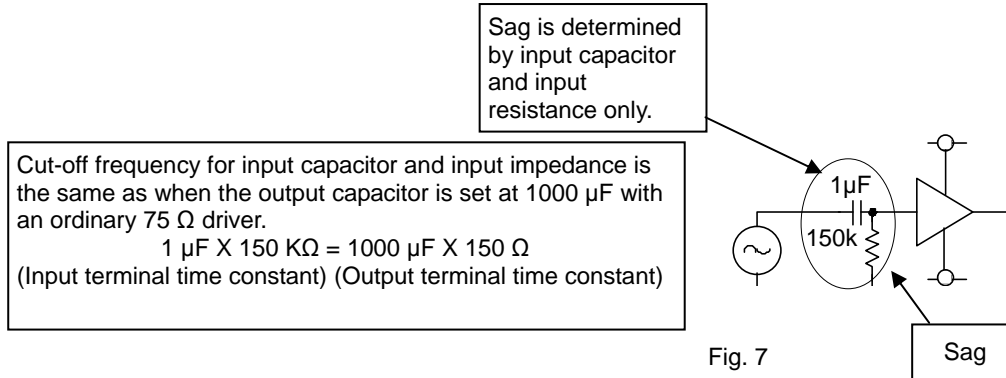 Sag is determined
by input capacitor
and input
resistance only.
Cut-off frequency for input capacitor and input impedance is
the same as when the output capacitor is set at 1000 µF with
an ordinary 75 Ω driver.
1 µF X 150 KΩ = 1000 µF X 150 Ω
(Input terminal time constant) (Output terminal time constant)
1µF
150k
Fig. 7
Sag